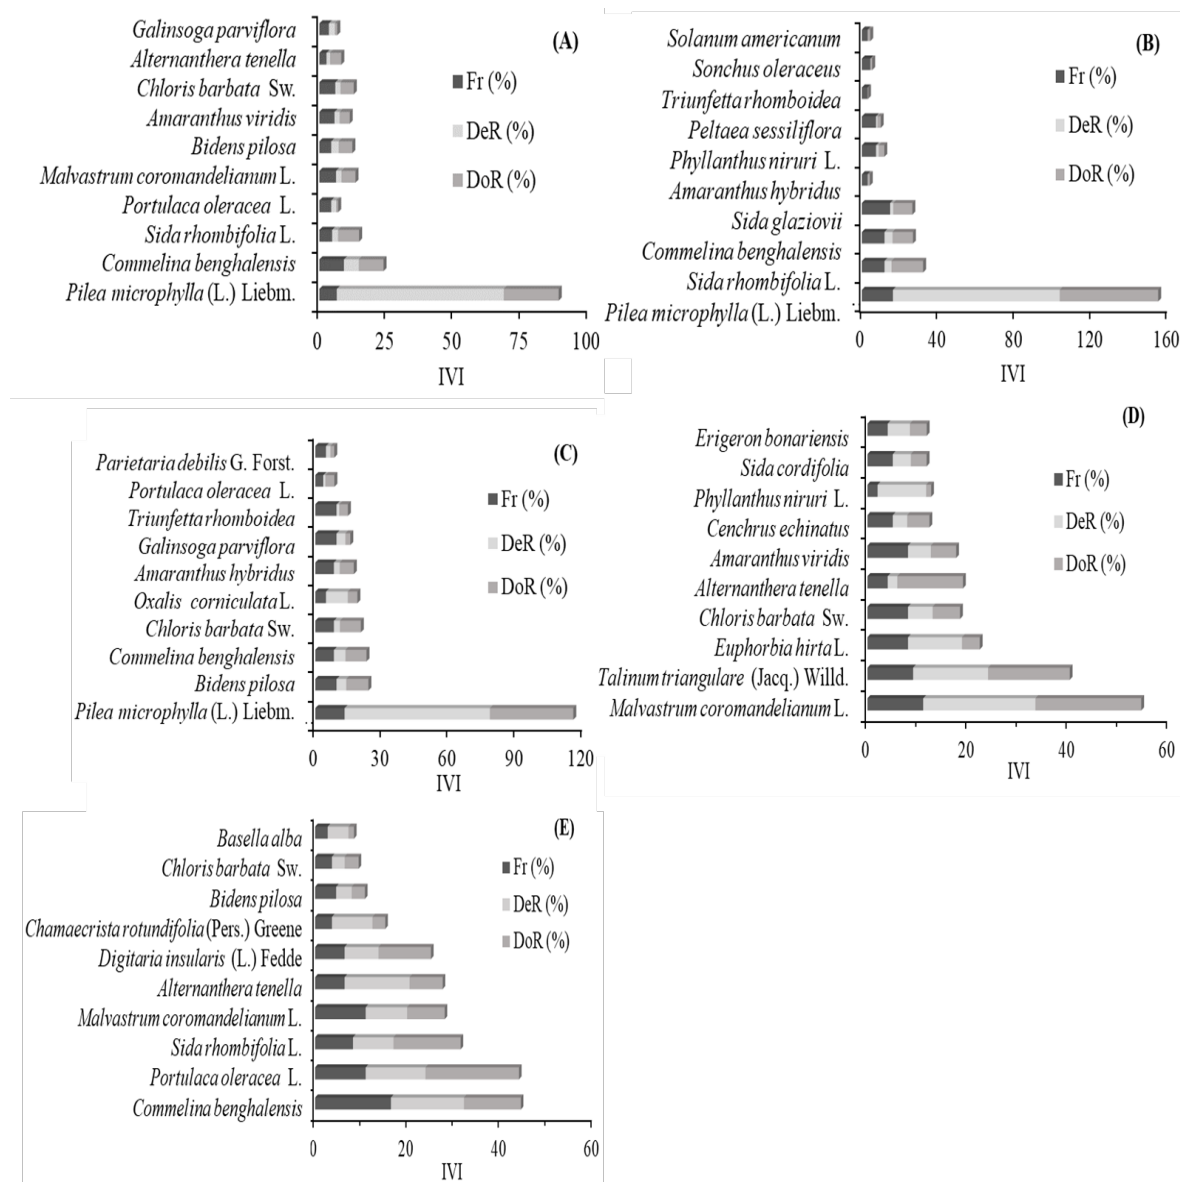 Galinsoga parviflora
Alternanthera tenella
Chloris barbata Sw.
Amaranthus viridis
Bidens pilosa
Malvastrum coromandelianum L.
Portulaca oleracea L.
Sida rhombifolia L.
Commelina benghalensis
Pilea microphylla (L.) Liebm.
(A)
Fr (%)
DeR (%)
DoR (%)
0 25 50 75 100
IVI
Solanum americanum
Sonchus oleraceus
Triunfetta rhomboidea
Peltaea sessiliflora
Phyllanthus niruri L.
Amaranthus hybridus
Sida glaziovii
Commelina benghalensis
Sida rhombifolia L.
Pilea microphylla (L.) Liebm.
(B)
Fr (%)
DeR (%)
DoR (%)
0 40 80 120 160
IVI
Parietaria debilis G. Forst.
Portulaca oleracea L.
Triunfetta rhomboidea
Galinsoga parviflora
Amaranthus hybridus
Oxalis corniculata L.
Chloris barbata Sw.
Commelina benghalensis
Bidens pilosa
Pilea microphylla (L.) Liebm.
(C)
Fr (%)
DeR (%)
DoR (%)
0 30 60 90 120
IVI
Erigeron bonariensis
Sida cordifolia
Phyllanthus niruri L.
Cenchrus echinatus
Amaranthus viridis
Alternanthera tenella
Chloris barbata Sw.
Euphorbia hirta L.
Talinum triangulare (Jacq.) Willd.
Malvastrum coromandelianum L.
(D)
Fr (%)
DeR (%)
DoR (%)
0 20 40 60
IVI
Basella alba
Chloris barbata Sw.
Bidens pilosa
Chamaecrista rotundifolia (Pers.) Greene
Digitaria insularis (L.) Fedde
Alternanthera tenella
Malvastrum coromandelianum L.
Sida rhombifolia L.
Portulaca oleracea L.
Commelina benghalensis
(E)
Fr (%)
DeR (%)
DoR (%)
0 20 40 60
IVI